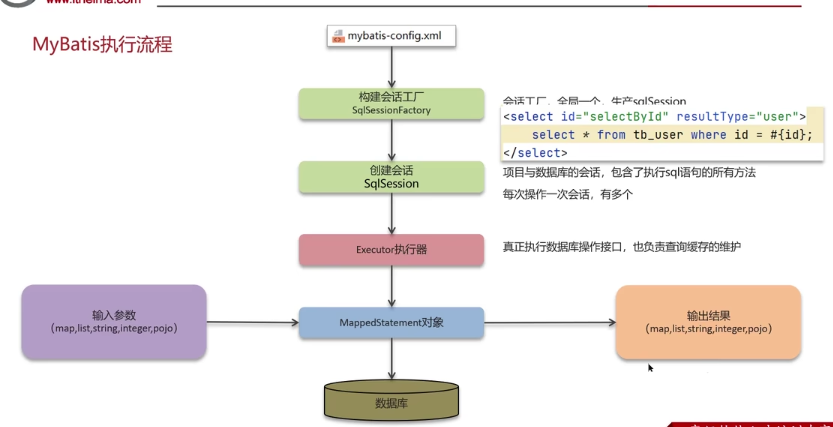 www.itheima.com
MyBatis执行流程
mybatis-config.xml
构建会话工厂
SqlSessionFactory
会话工厂，全局一个，生产sqlSession
<select id="selectById" resultType="user">
select * from tb_user where id = #{id};
</select>
创建会话
SqlSession
项目与数据库的会话，包含了执行sql语句的所有方法
每次操作一次会话，有多个
Executor执行器
真正执行数据库操作接口，也负责查询缓存的维护
输入参数
（map,list,string,integer,pojo）
MappedStatement对象
输出结果
（map,list,string,integer,pojo）
数据库